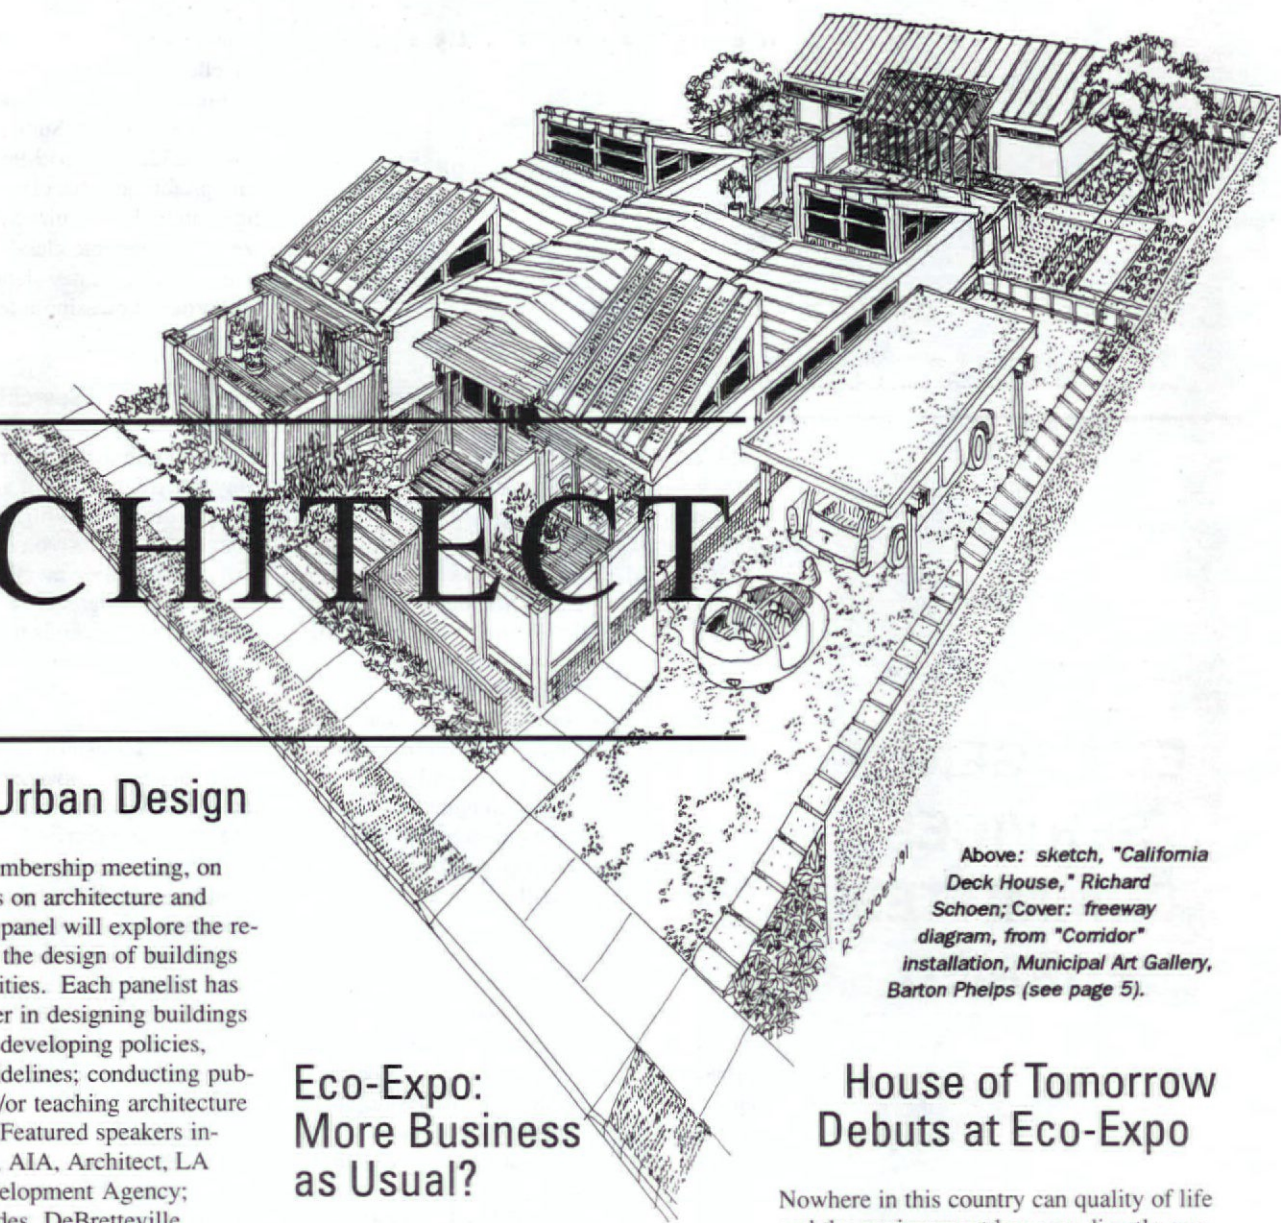 CHITECT
Urban Design
mbership meeting, on
s on architecture and
panel will explore the re-
the design of buildings
ities. Each panelist has
er in designing buildings
developing policies,
idelines; conducting pub-
/or teaching architecture
Featured speakers in-
, AIA, Architect, LA
elopment Agency;
des, DeBretteville
Eco-Expo:
More Business
as Usual?
R. SCHOEN '91
Above: sketch, "California
Deck House," Richard
Schoen; Cover: freeway
diagram, from "Corridor"
installation, Municipal Art Gallery,
Barton Phelps (see page 5).
House of Tomorrow
Debuts at Eco-Expo
Nowhere in this country can quality of life